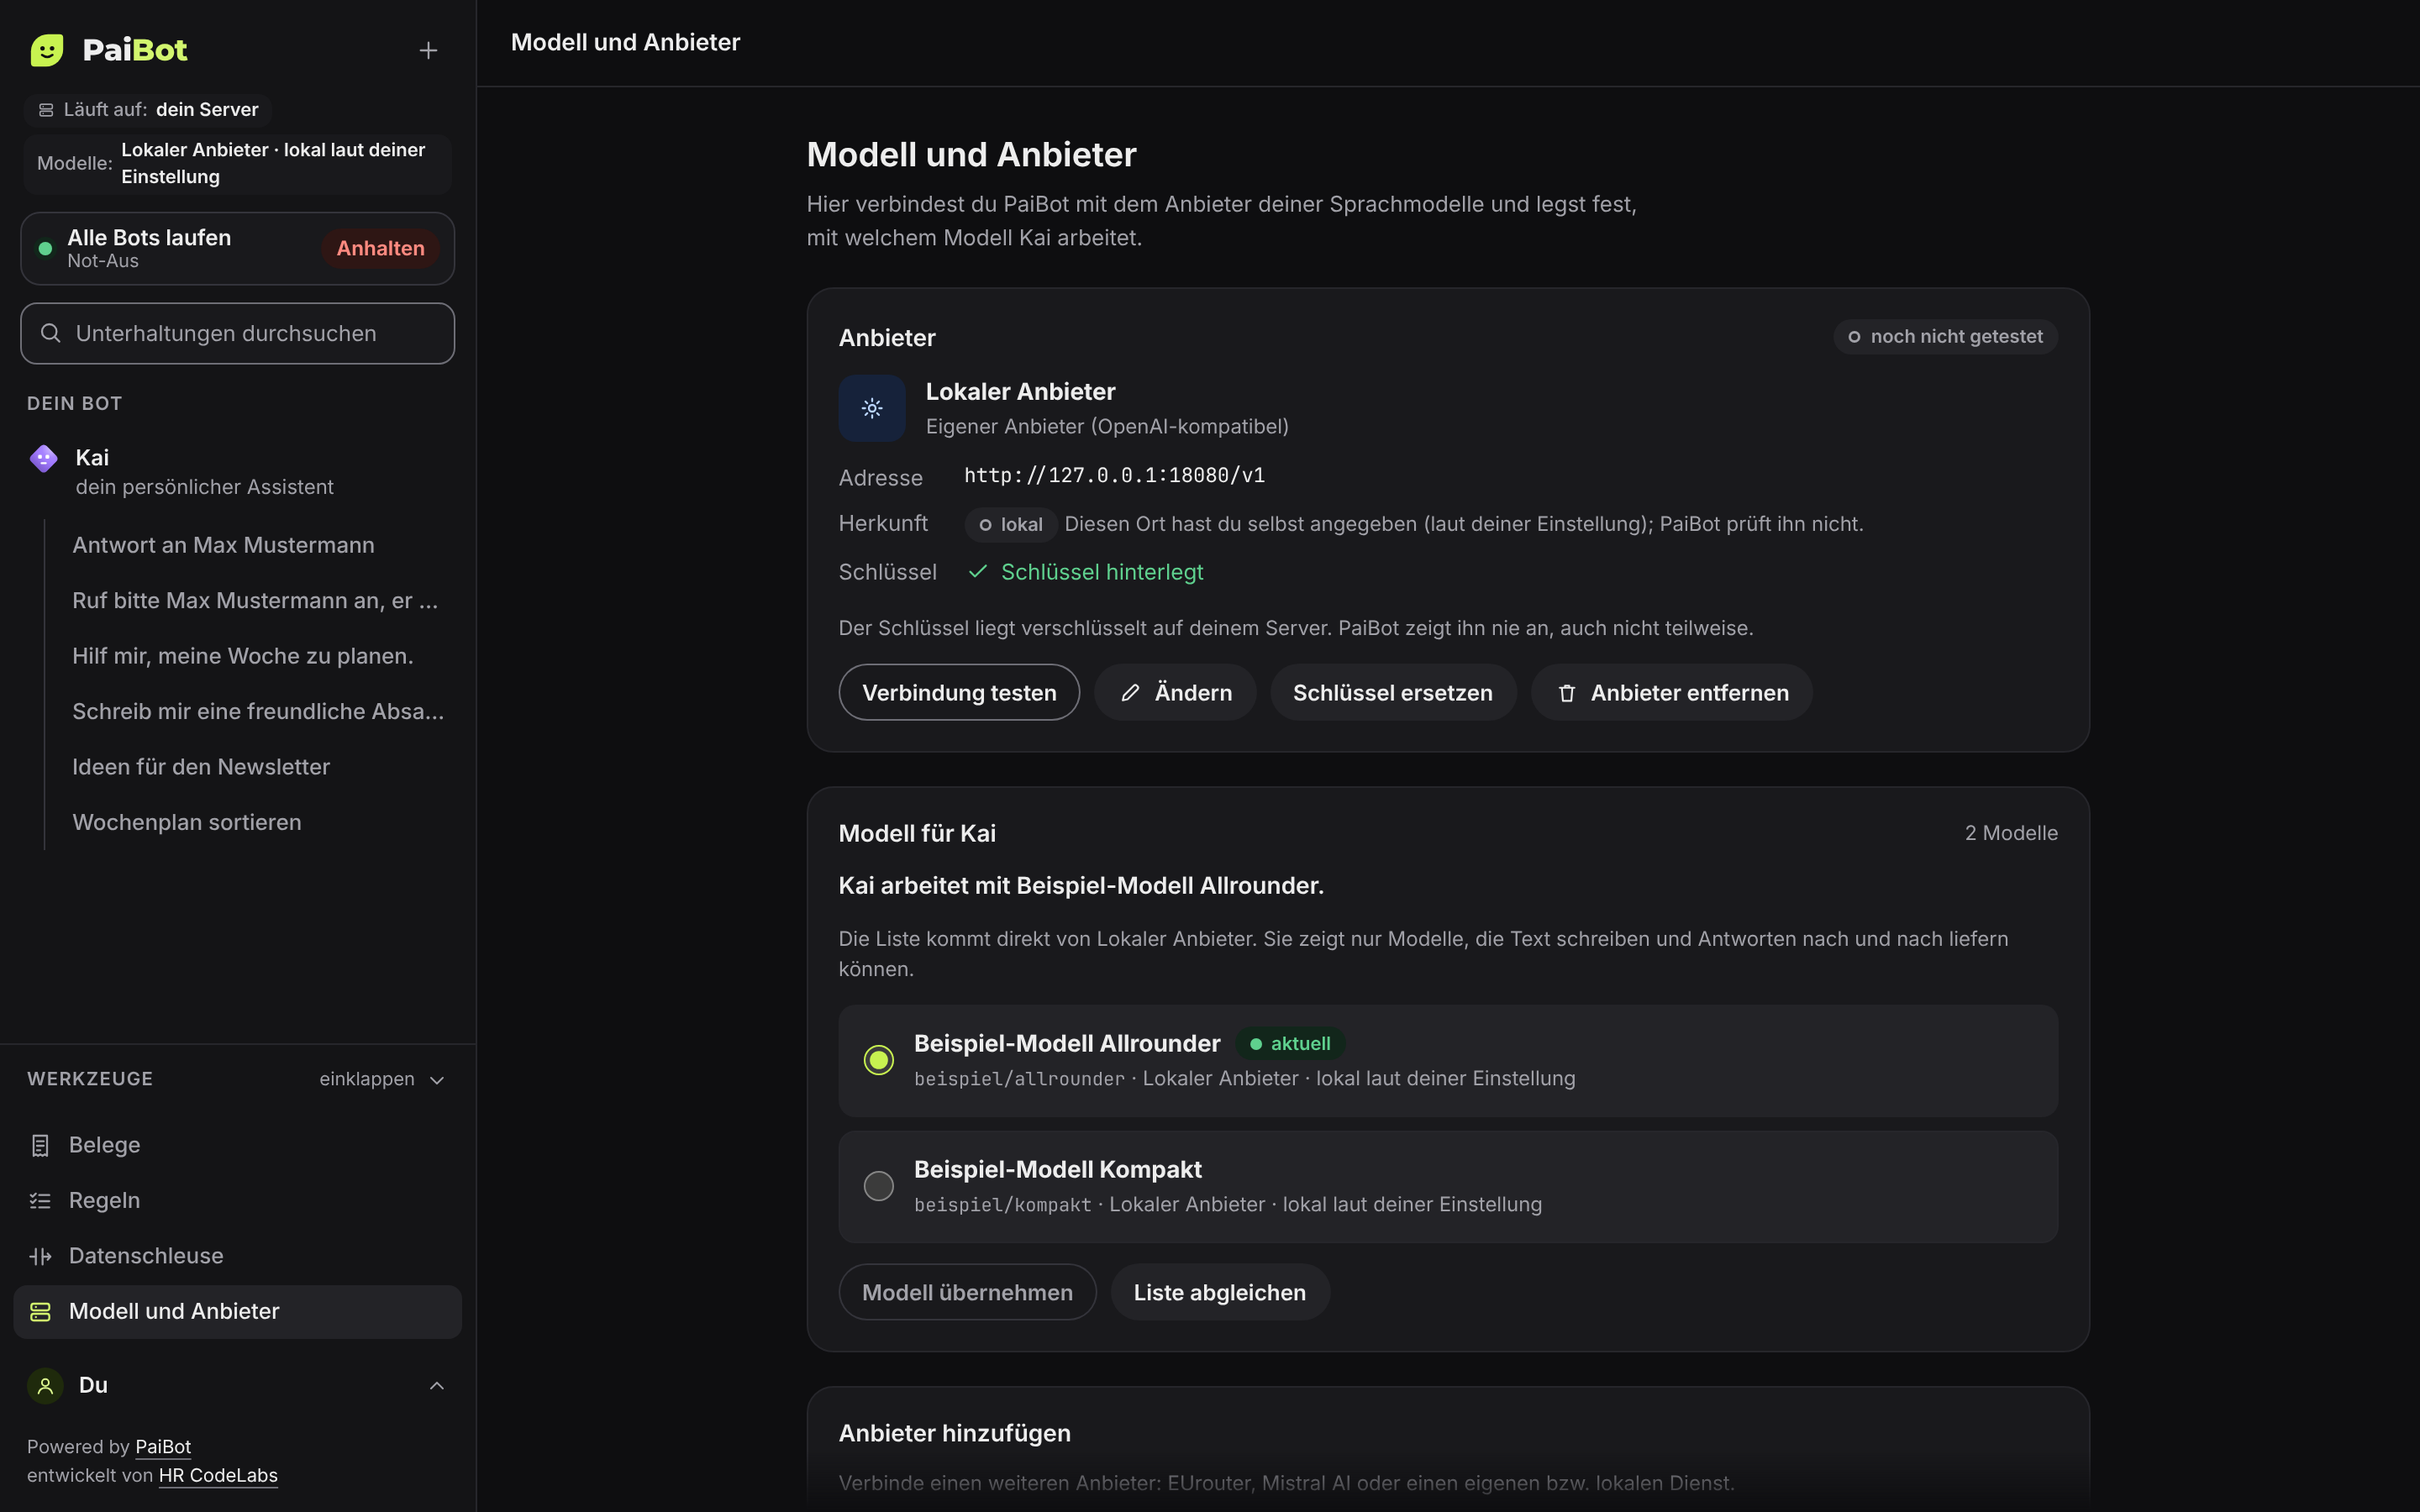 PaiBot
Läuft auf: dein Server
Modelle: Lokaler Anbieter · lokal laut deiner
Einstellung
Alle Bots laufen
Not-Aus
Anhalten
Unterhaltungen durchsuchen
DEIN BOT
Kai
dein persönlicher Assistent
Antwort an Max Mustermann
Ruf bitte Max Mustermann an, er ...
Hilf mir, meine Woche zu planen.
Schreib mir eine freundliche Absa...
Ideen für den Newsletter
Wochenplan sortieren
WERKZEUGE
einklappen
Belege
Regeln
Datenschleuse
Modell und Anbieter
Du
Powered by PaiBot
entwickelt von HR CodeLabs
Modell und Anbieter
Modell und Anbieter
Hier verbindest du PaiBot mit dem Anbieter deiner Sprachmodelle und legst fest,
mit welchem Modell Kai arbeitet.
Anbieter
noch nicht getestet
Lokaler Anbieter
Eigener Anbieter (OpenAI-kompatibel)
Adresse http://127.0.0.1:18080/v1
Herkunft lokal Diesen Ort hast du selbst angegeben (laut deiner Einstellung); PaiBot prüft ihn nicht.
Schlüssel Schlüssel hinterlegt
Der Schlüssel liegt verschlüsselt auf deinem Server. PaiBot zeigt ihn nie an, auch nicht teilweise.
Verbindung testen Ändern Schlüssel ersetzen Anbieter entfernen
Modell für Kai
2 Modelle
Kai arbeitet mit Beispiel-Modell Allrounder.
Die Liste kommt direkt von Lokaler Anbieter. Sie zeigt nur Modelle, die Text schreiben und Antworten nach und nach liefern
können.
Beispiel-Modell Allrounder aktuell
beispiel/allrounder · Lokaler Anbieter · lokal laut deiner Einstellung
Beispiel-Modell Kompakt
beispiel/kompakt · Lokaler Anbieter · lokal laut deiner Einstellung
Modell übernehmen Liste abgleichen
Anbieter hinzufügen
Verbinde einen weiteren Anbieter: EUrouter, Mistral AI oder einen eigenen bzw. lokalen Dienst.